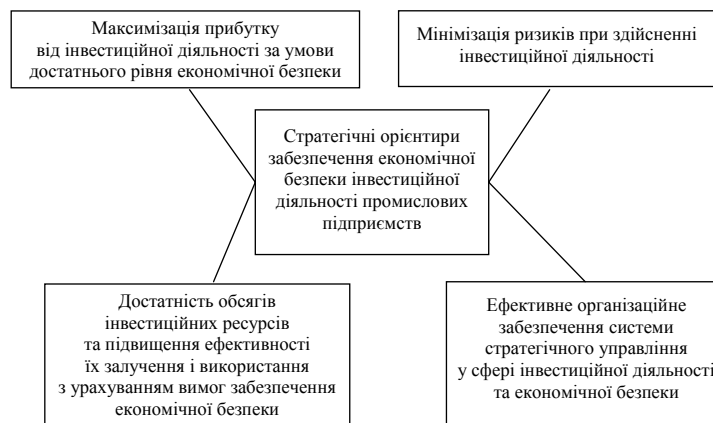 Максимізація прибутку
від інвестиційної діяльності за умови
достатнього рівня економічної безпеки
Мінімізація ризиків при здійсненні
інвестиційної діяльності
Стратегічні орієнтири
забезпечення економічної
безпеки інвестиційної
діяльності промислових
підприємств
Достатність обсягів
інвестиційних ресурсів
та підвищення ефективності
їх залучення і використання
з урахуванням вимог забезпечення
економічної безпеки
Ефективне організаційне
забезпечення системи
стратегічного управління
у сфері інвестиційної діяльності
та економічної безпеки